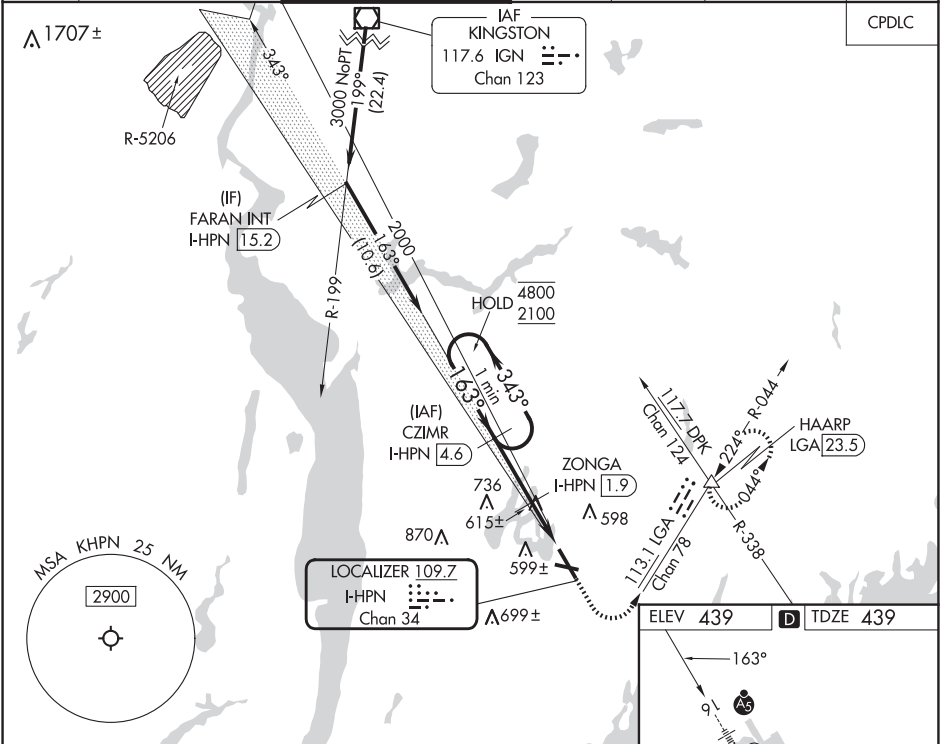 1707±
CPDLC
IAF
KINGSTON
117.6 IGN
Chan 123
343°
3000 NoPT
199°
(22.4)
R-5206
(IF)
FARAN INT
I-HPN 15.2
2000
163°
(10.6)
R-199
HOLD 4800
2100
1 min
163°
343°
(IAF)
CZIMR
I-HPN 4.6
117.7 DPK
Chan 124
R-044
224°
044°
HAARP
LGA 23.5
ZONGA
I-HPN 1.9
736
615±
598
870
599±
113.1 LGA
Chan 78
R-338
MSA KHPN 25 NM
2900
LOCALIZER 109.7
I-HPN
Chan 34
699±
ELEV 439
D
TDZE 439
163°
16
A5